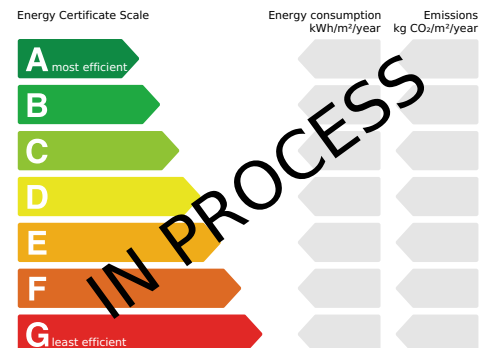 Energy Certificate Scale
Energy consumption
kWh/m²/year
Emissions
kg CO₂/m²/year
A most efficient
B
C
D
E
F
G least efficient
IN PROCESS